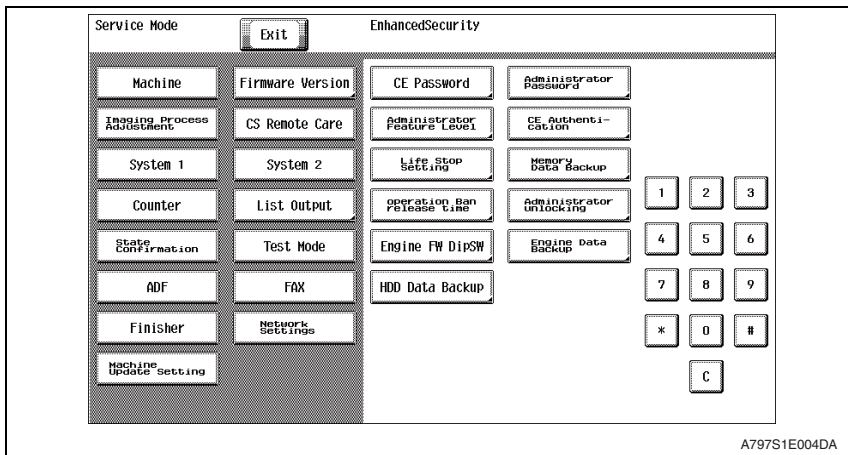 Service Mode
Exit
EnhancedSecurity
Machine
Firmware Version
CE Password
Administrator
Password
Imaging Process
Adjustment
CS Remote Care
Administrator
Feature Level
CE Authenti-
cation
System 1
System 2
Life Stop
Setting
Memory
Data Backup
Counter
List Output
operation Ban
release time
Administrator
unlocking
State
Confirmation
Test Mode
Engine FW DipSW
Engine Data
Backup
ADF
FAX
HDD Data Backup
Finisher
Network
Settings
Machine
Update Setting
1 2 3
4 5 6
7 8 9
* 0 #
C
A797S1E004DA